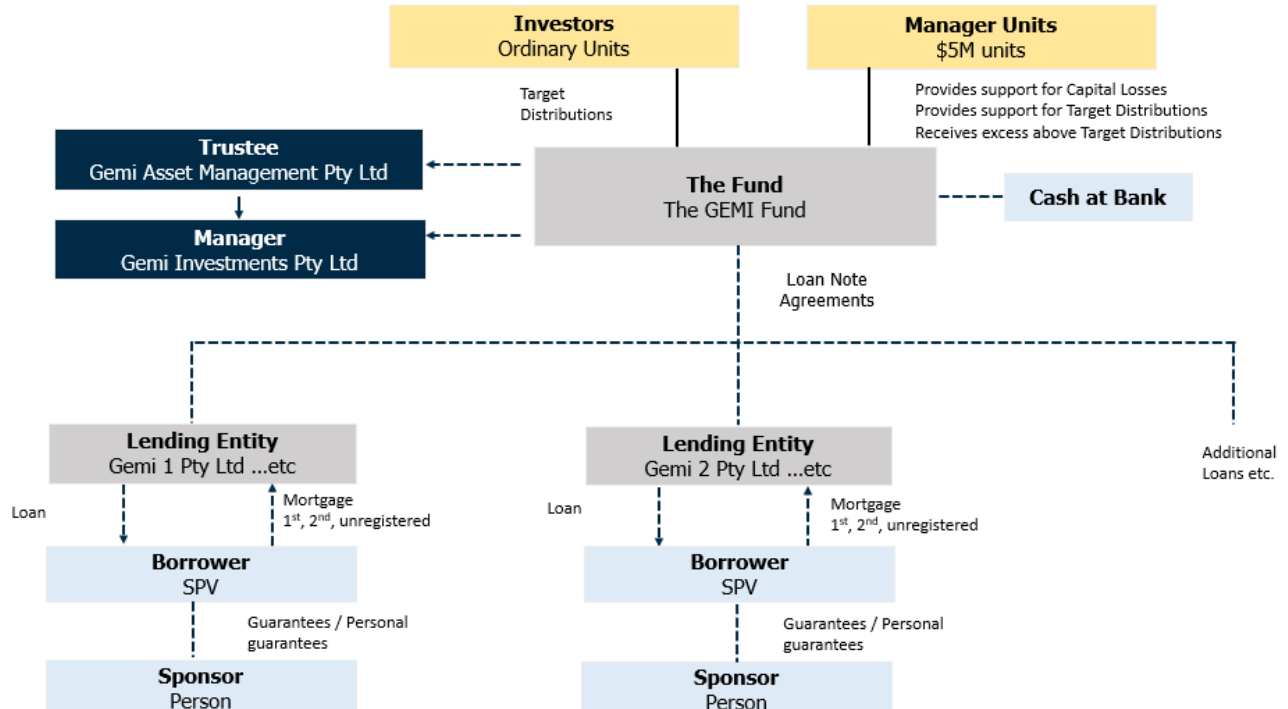 Investors
Ordinary Units
Manager Units
$5M units
Target
Distributions
Provides support for Capital Losses
Provides support for Target Distributions
Receives excess above Target Distributions
Trustee
Gemi Asset Management Pty Ltd
The Fund
The GEMI Fund
Cash at Bank
Manager
Gemi Investments Pty Ltd
Loan Note
Agreements
Lending Entity
Gemi 1 Pty Ltd ...etc
Lending Entity
Gemi 2 Pty Ltd ...etc
Additional
Loans etc.
Loan
Mortgage
1st, 2nd, unregistered
Loan
Mortgage
1st, 2nd, unregistered
Borrower
SPV
Borrower
SPV
Guarantees / Personal
guarantees
Guarantees / Personal
guarantees
Sponsor
Person
Sponsor
Person